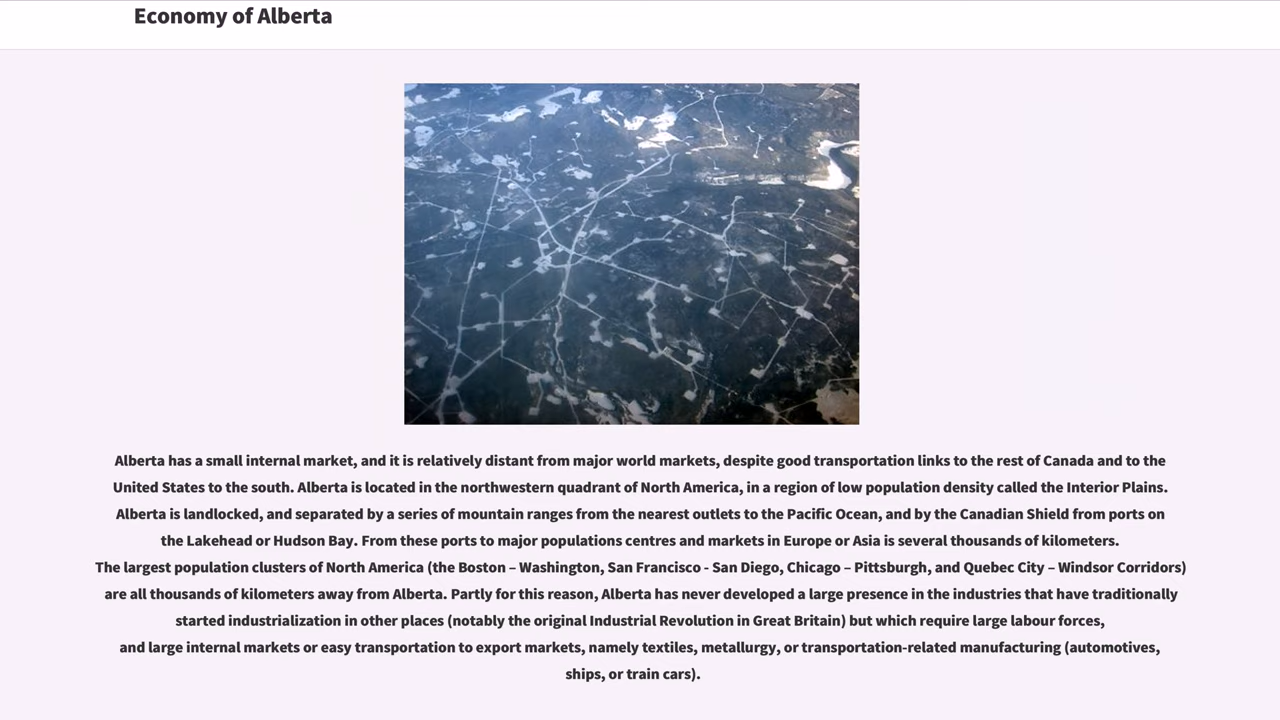 Economy of Alberta
Alberta has a small internal market, and it is relatively distant from major world markets, despite good transportation links to the rest of Canada and to the
United States to the south. Alberta is located in the northwestern quadrant of North America, in a region of low population density called the Interior Plains.
Alberta is landlocked, and separated by a series of mountain ranges from the nearest outlets to the Pacific Ocean, and by the Canadian Shield from ports on
the Lakehead or Hudson Bay. From these ports to major populations centres and markets in Europe or Asia is several thousands of kilometers.
The largest population clusters of North America (the Boston – Washington, San Francisco - San Diego, Chicago – Pittsburgh, and Quebec City – Windsor Corridors)
are all thousands of kilometers away from Alberta. Partly for this reason, Alberta has never developed a large presence in the industries that have traditionally
started industrialization in other places (notably the original Industrial Revolution in Great Britain) but which require large labour forces,
and large internal markets or easy transportation to export markets, namely textiles, metallurgy, or transportation-related manufacturing (automotives,
ships, or train cars).